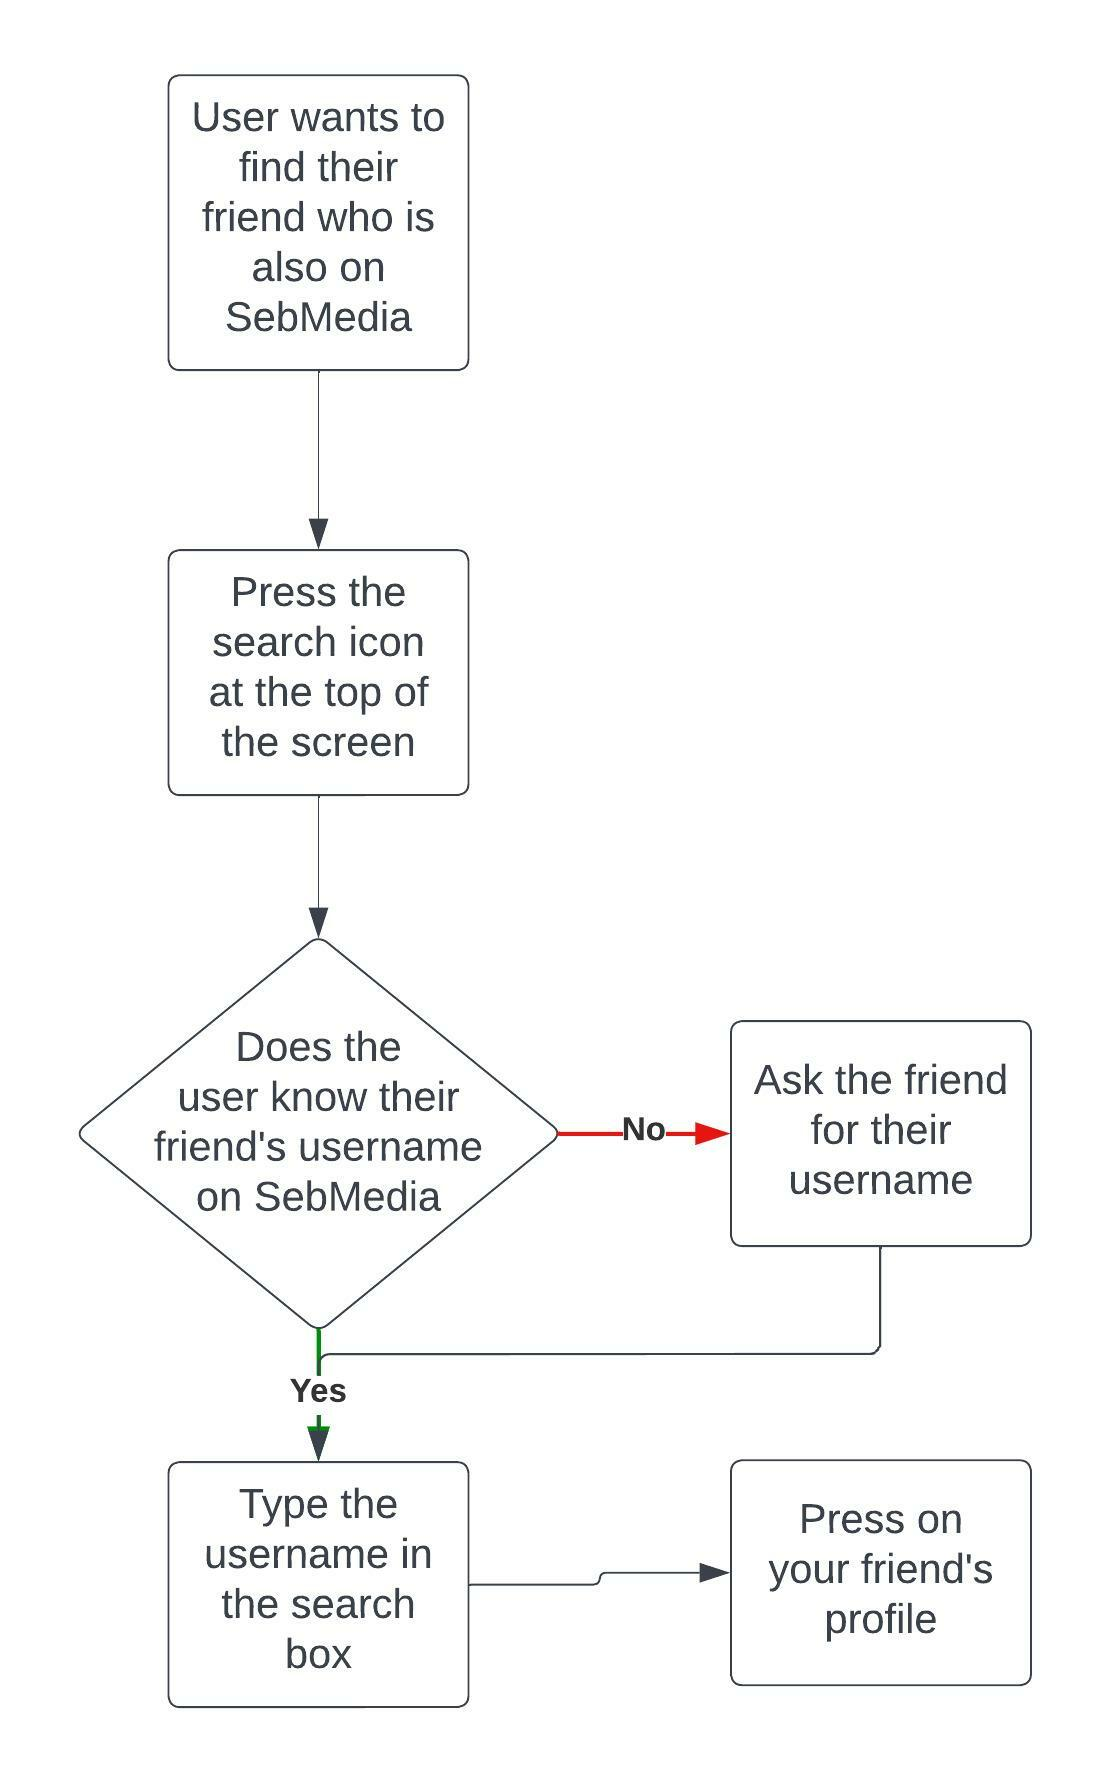 User wants to
find their
friend who is
also on
SebMedia
Press the
search icon
at the top of
the screen
Does the
user know their
friend's username
on SebMedia
No
Ask the friend
for their
username
Yes
Type the
username in
the search
box
Press on
your friend's
profile